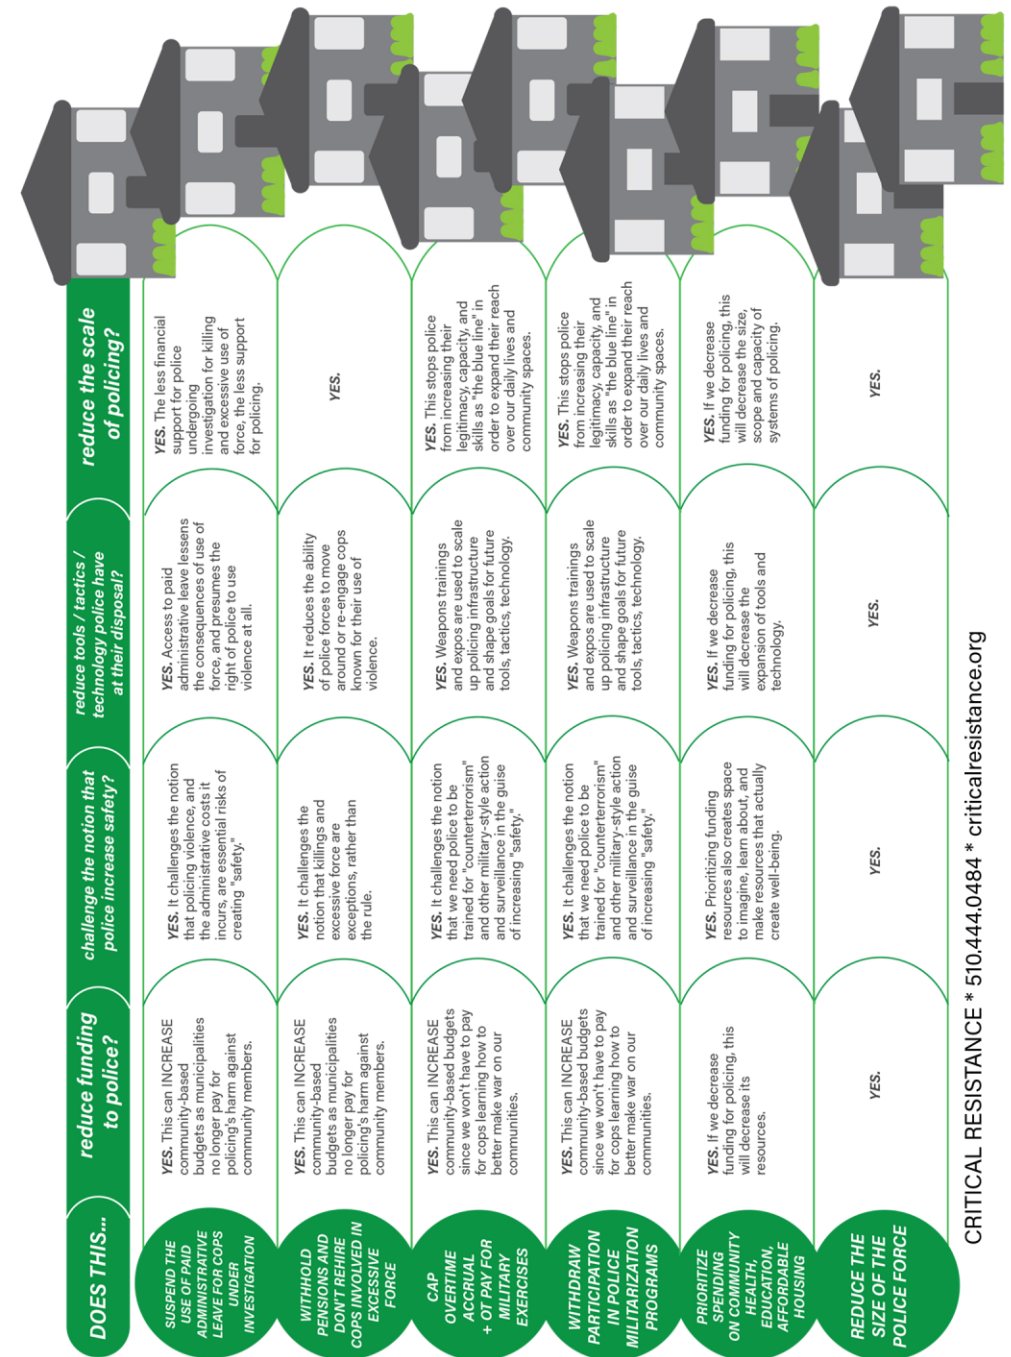 DOES THIS...
reduce funding
to police?
challenge the notion that
police increase safety?
reduce tools / tactics /
technology police have
at their disposal?
reduce the scale
of policing?
SUSPEND THE
USE OF PAID
ADMINISTRATIVE
LEAVE FOR COPS
UNDER
INVESTIGATION
YES. This can INCREASE
community-based
budgets as municipalities
no longer pay for
policing's harm against
community members.
YES. It challenges the notion
that policing violence, and
the administrative costs it
incurs, are essential risks of
creating "safety."
YES. Access to paid
administrative leave lessens
the consequences of use of
force, and presumes the
right of police to use
violence at all.
YES. The less financial
support for police
undergoing
investigation for killing
and excessive use of
force, the less support
for policing.
WITHHOLD
PENSIONS AND
DON'T REHIRE
COPS INVOLVED IN
EXCESSIVE
FORCE
YES. This can INCREASE
community-based
budgets as municipalities
no longer pay for
policing's harm against
community members.
YES. It challenges the
notion that killings and
excessive force are
exceptions, rather than
the rule.
YES. It reduces the ability
of police forces to move
around or re-engage cops
known for their use of
violence.
YES.
CAP
OVERTIME
ACCRUAL
+ OT PAY FOR
MILITARY
EXERCISES
YES. This can INCREASE
community-based budgets
since we won't have to pay
for cops learning how to
better make war on our
communities.
YES. It challenges the notion
that we need police to be
trained for "counterterrorism"
and other military-style action
and surveillance in the guise
of increasing "safety."
YES. Weapons trainings
and expos are used to scale
up policing infrastructure
and shape goals for future
tools, tactics, technology.
YES. This stops police
from increasing their
legitimacy, capacity, and
skills as "the blue line" in
order to expand their reach
over our daily lives and
community spaces.
WITHDRAW
PARTICIPATION
IN POLICE
MILITARIZATION
PROGRAMS
YES. This can INCREASE
community-based budgets
since we won't have to pay
for cops learning how to
better make war on our
communities.
YES. It challenges the notion
that we need police to be
trained for "counterterrorism"
and other military-style action
and surveillance in the guise
of increasing "safety."
YES. Weapons trainings
and expos are used to scale
up policing infrastructure
and shape goals for future
tools, tactics, technology.
YES. This stops police
from increasing their
legitimacy, capacity, and
skills as "the blue line" in
order to expand their reach
over our daily lives and
community spaces.
PRIORITIZE
SPENDING
ON COMMUNITY
HEALTH,
EDUCATION,
AFFORDABLE
HOUSING
YES. If we decrease
funding for policing, this
will decrease its
resources.
YES. Prioritizing funding
resources also creates space
to imagine, learn about, and
make resources that actually
create well-being.
YES. If we decrease
funding for policing, this
will decrease the
expansion of tools and
technology.
YES. If we decrease
funding for policing, this
will decrease the size,
scope and capacity of
systems of policing.
REDUCE THE
SIZE OF THE
POLICE FORCE
YES.
YES.
YES.
YES.
CRITICAL RESISTANCE * 510.444.0484 * criticalresistance.org